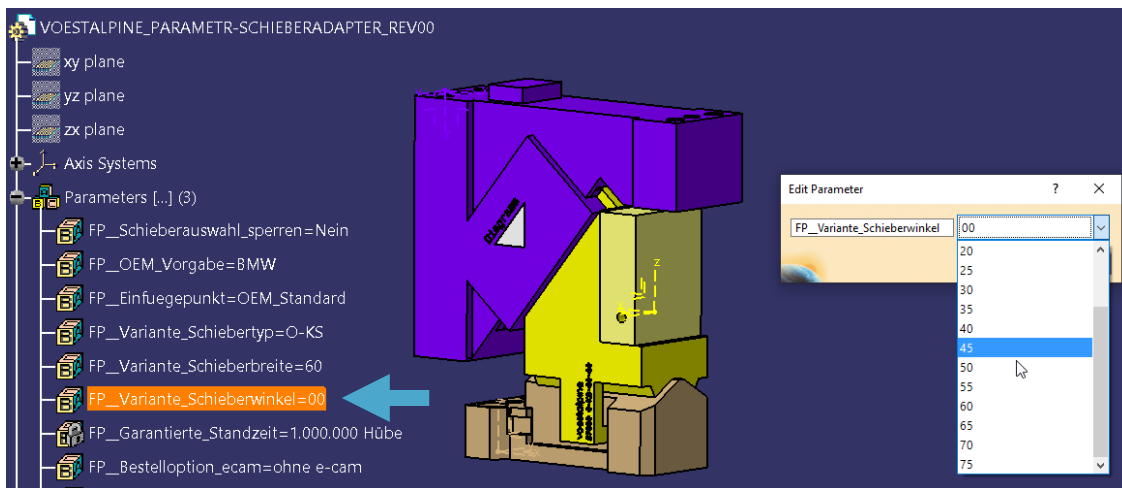 VOESTALPINE_PARAMETR-SCHIEBERADAPTER_REV00
xy plane
yz plane
zx plane
Axis Systems
Parameters [...] (3)
FP__Schieberauswahl_sperren=Nein
FP__OEM_Vorgabe=BMW
FP__Einfuegepunkt=OEM_Standard
FP__Variante_Schiebertyp=O-KS
FP__Variante_Schieberbreite=60
FP__Variante_Schieberwinkel=00
FP__Garantierte_Standzeit=1.000.000 Hübe
FP__Bestelloption_ecam=ohne e-cam
Diagramm
z
voestalpine
Edit Parameter
?
FP__Variante_Schieberwinkel
00
20
25
30
35
40
45
50
55
60
65
70
75